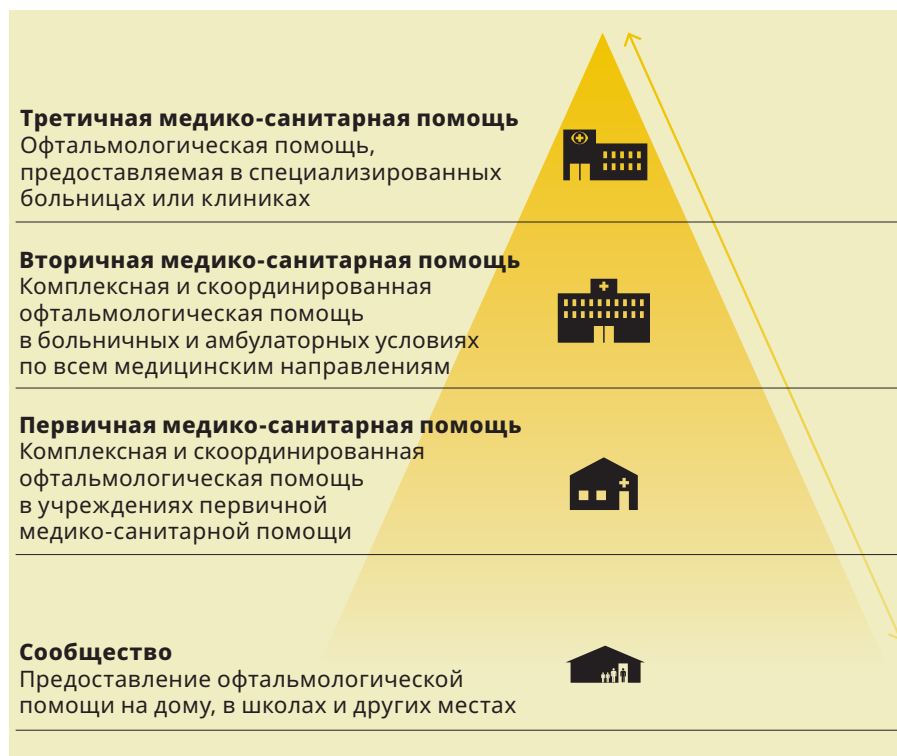 Третичная медико-санитарная помощь
Офтальмологическая помощь,
предоставляемая в специализированных
больницах или клиниках
Вторичная медико-санитарная помощь
Комплексная и скоординированная
офтальмологическая помощь
в больничных и амбулаторных условиях
по всем медицинским направлениям
Первичная медико-санитарная помощь
Комплексная и скоординированная
офтальмологическая помощь
в учреждениях первичной
медико-санитарной помощи
Сообщество
Предоставление офтальмологической
помощи на дому, в школах и других местах